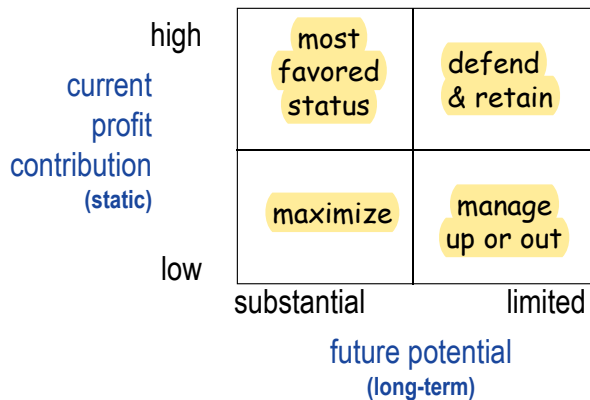 high
current
profit
contribution
(static)
low
most
favored
status
defend
& retain
maximize
manage
up or out
substantial
limited
future potential
(long-term)